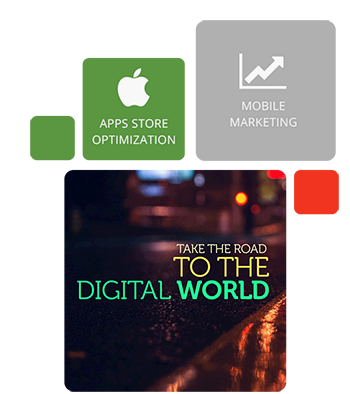 APPS STORE
OPTIMIZATION
MOBILE
MARKETING
TAKE THE ROAD
TO THE
DIGITAL WORLD